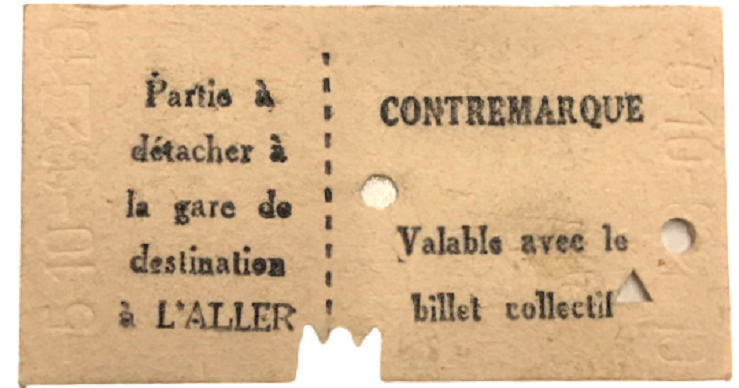 Partie à
détacher à
la gare de
destination
à L'ALLER
CONTREMARQUE
Valable avec le
billet collectif